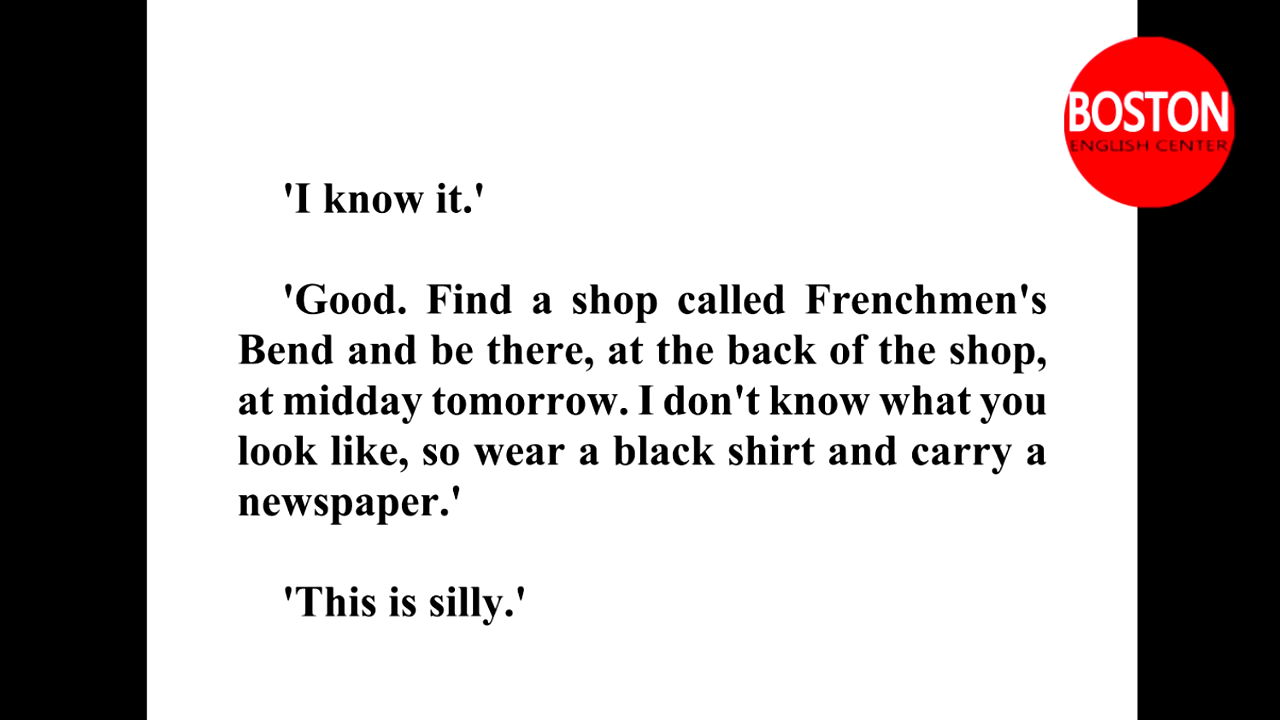 BOSTON
ENGLISH CENTER
'I know it.'
'Good. Find a shop called Frenchmen's
Bend and be there, at the back of the shop,
at midday tomorrow. I don't know what you
look like, so wear a black shirt and carry a
newspaper.'
'This is silly.'